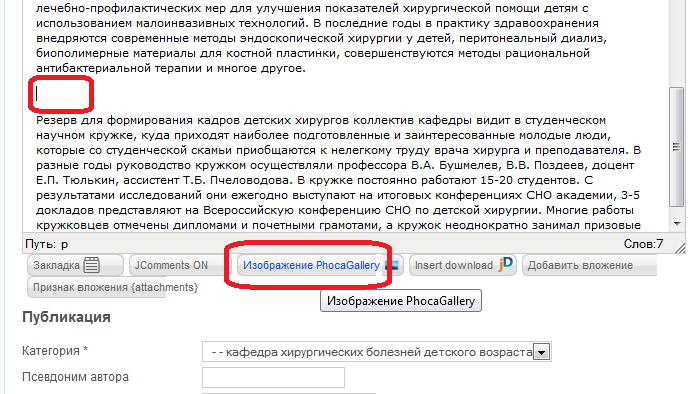 лечебно-профилактических мер для улучшения показателей хирургической помощи детям с
использованием малоинвазивных технологий. В последние годы в практику здравоохранения
внедряются современные методы эндоскопической хирургии у детей, перитонеальный диализ,
биополимерные материалы для костной пластинки, совершенствуются методы рациональной
антибактериальной терапии и многое другое.
Резерв для формирования кадров детских хирургов коллектив кафедры видит в студенческом
научном кружке, куда приходят наиболее подготовленные и заинтересованные молодые люди,
которые со студенческой скамьи приобщаются к нелегкому труду врача хирурга и преподавателя. В
разные годы руководство кружком осуществляли профессора В.А. Бушмелев, В.В. Поздеев, доцент
Е.П. Тюлькин, ассистент Т.Б. Пчеловодова. В кружке постоянно работают 15-20 студентов. С
результатами исследований они ежегодно выступают на итоговых конференциях СНО академии, 3-5
докладов представляют на Всероссийскую конференцию СНО по детской хирургии. Многие работы
кружковцев отмечены дипломами и почетными грамотами, а кружок неоднократно занимал призовые
Путь: p Слов:7
Закладка JComments ON Изображение PhocaGallery Insert download jD Добавить вложение
Признак вложения {attachments}
Изображение PhocaGallery
Публикация
Категория * - - кафедра хирургических болезней детского возраста
Псевдоним автора